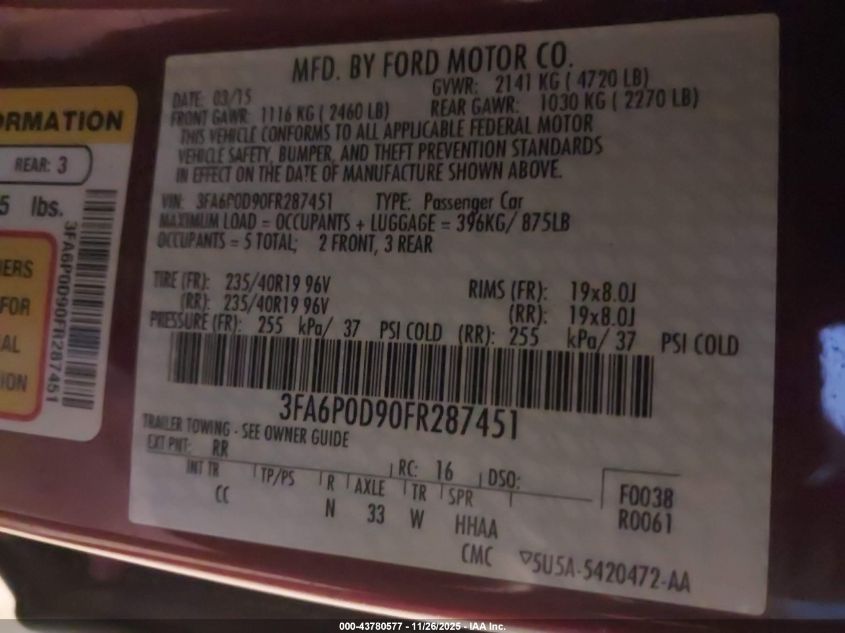 ORMATION
REAR: 3
5 lbs.
3FA6P0D90FR287451
ERS
FOR
AL
ION
MFD. BY FORD MOTOR CO.
DATE: 03/15 GVWR: 2141 KG ( 4720 LB)
FRONT GAWR: 1116 KG ( 2460 LB) REAR GAWR: 1030 KG ( 2270 LB)
THIS VEHICLE CONFORMS TO ALL APPLICABLE FEDERAL MOTOR
VEHICLE SAFETY, BUMPER, AND THEFT PREVENTION STANDARDS
IN EFFECT ON THE DATE OF MANUFACTURE SHOWN ABOVE.
VIN: 3FA6P0D90FR287451 TYPE: Passenger Car
MAXIMUM LOAD = OCCUPANTS + LUGGAGE = 396KG/ 875LB
OCCUPANTS = 5 TOTAL; 2 FRONT, 3 REAR
TIRE (FR): 235/40R19 96V RIMS (FR): 19x8.0J
(RR): 235/40R19 96V (RR): 19x8.0J
PRESSURE (FR): 255 kPa/ 37 PSI COLD (RR): 255 kPa/ 37 PSI COLD
3FA6P0D90FR287451
TRAILER TOWING - SEE OWNER GUIDE
EXT PNT: RR RC: 16 DSO:
INT TR TP/PS R AXLE TR SPR F0038
CC N 33 W HHAA R0061
CMC ▽5U5A-5420472-AA
000-43780577 - 11/26/2025 - IAA Inc.